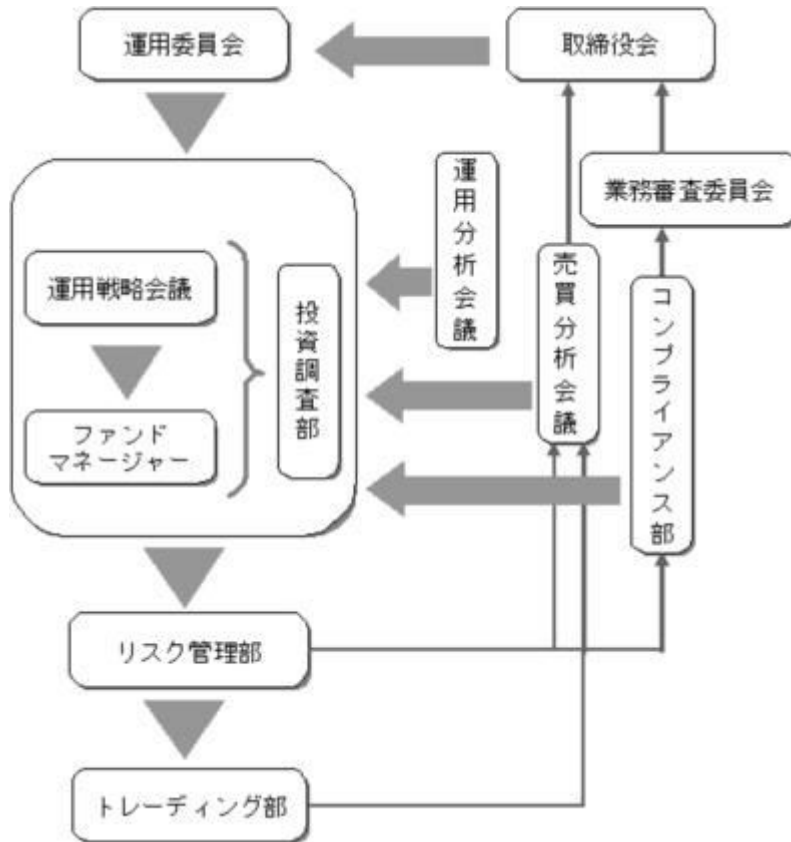 運用委員会
取締役会
業務審査委員会
運用分析会議
売買分析会議
コンプライアンス部
運用戦略会議
投資調査部
ファンド
マネージャー
リスク管理部
トレーディング部